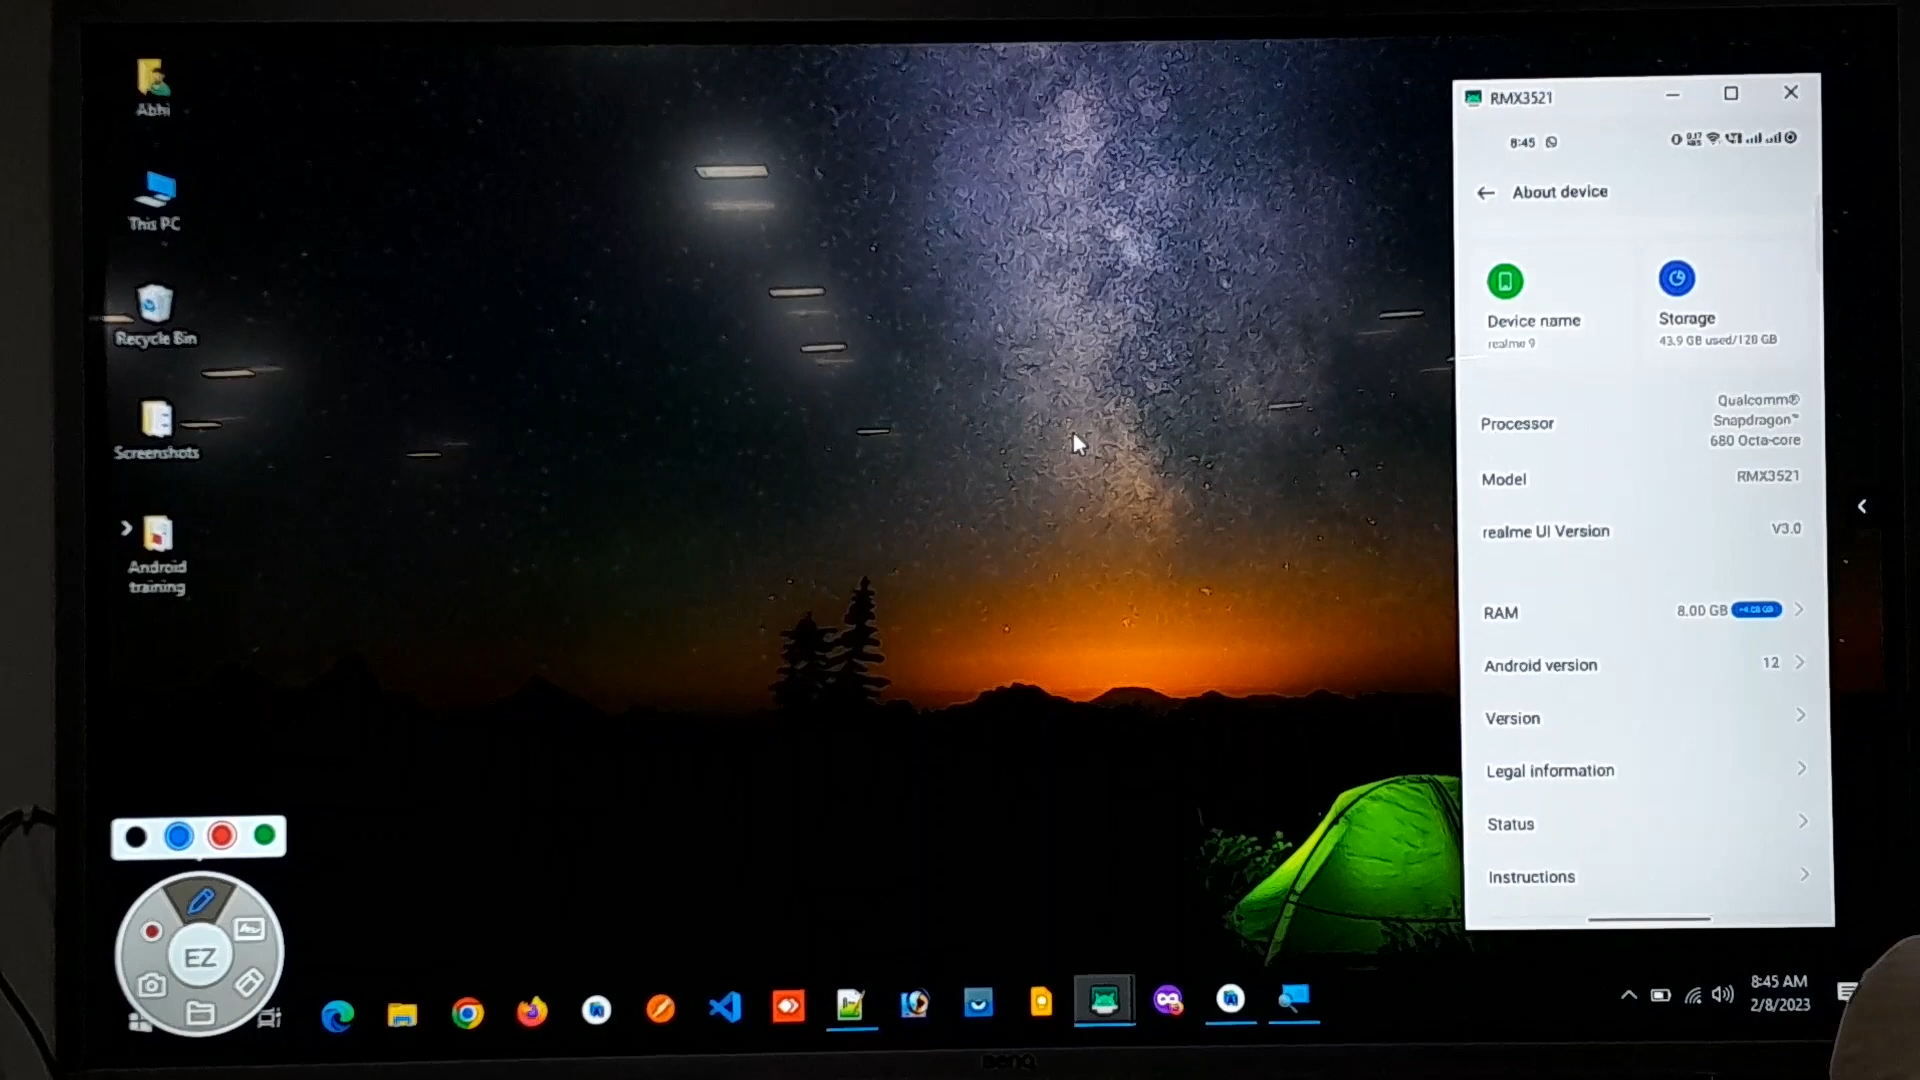 Abhi
This PC
Recycle Bin
Screenshots
Android
training
EZ
RMX3521
8:45
About device
Device name
realme 9
Storage
43.9 GB used/128 GB
Processor
Qualcomm®
Snapdragon™
680 Octa-core
Model
RMX3521
realme UI Version
V3.0
RAM
8.00 GB
Android version
12
Version
Legal information
Status
Instructions
8:45 AM
2/8/2023
BenQ